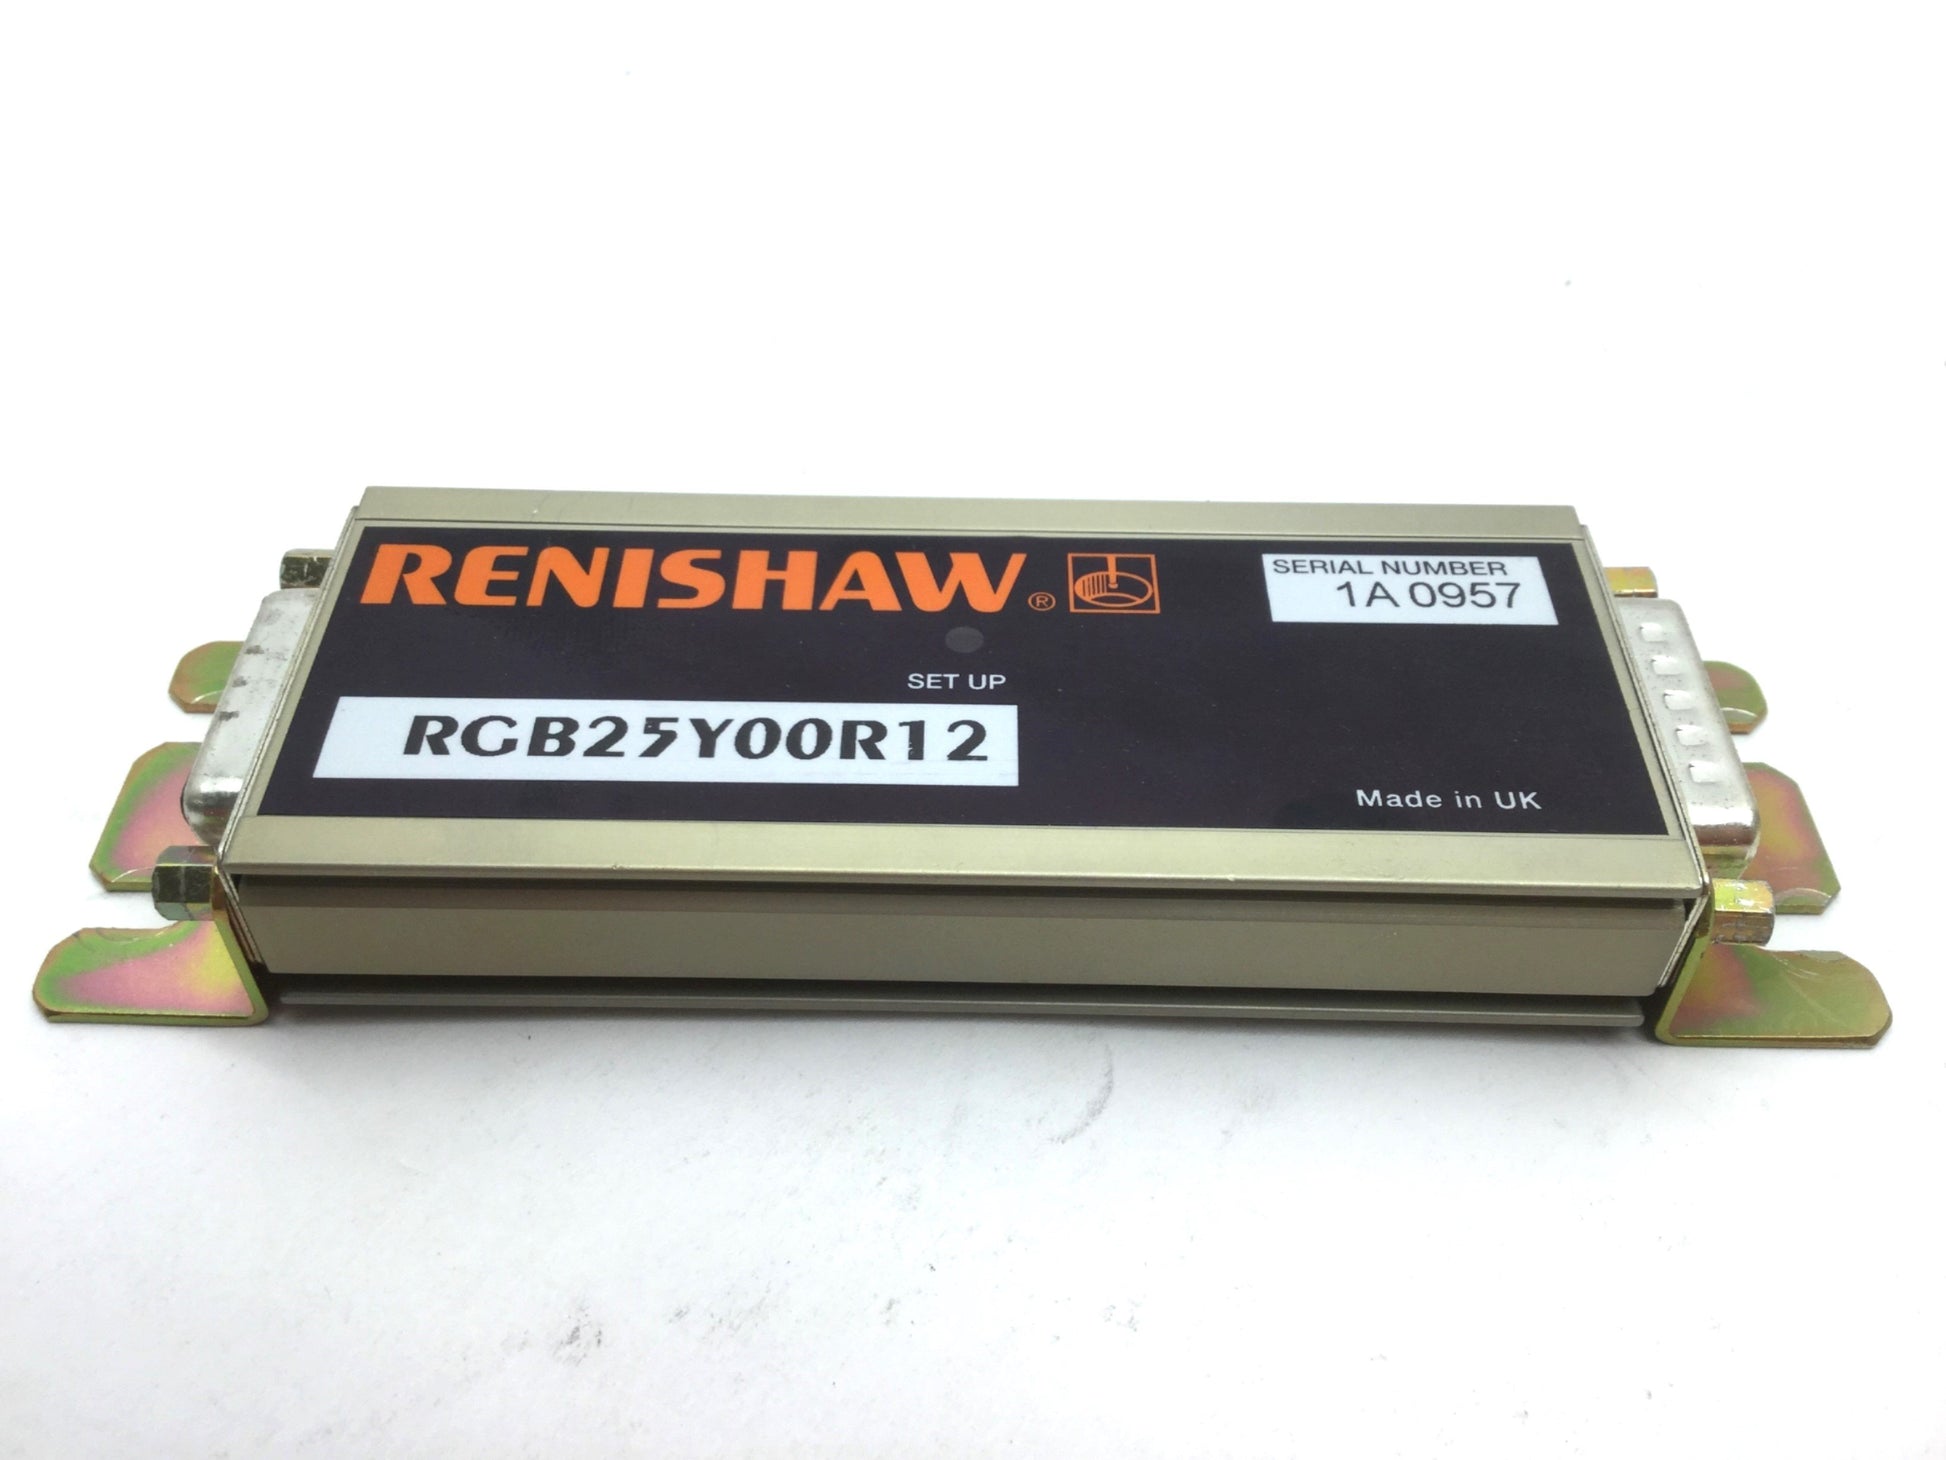 RENISHAW®
SERIAL NUMBER
1A 0957
SET UP
RGB25Y00R12
Made in UK